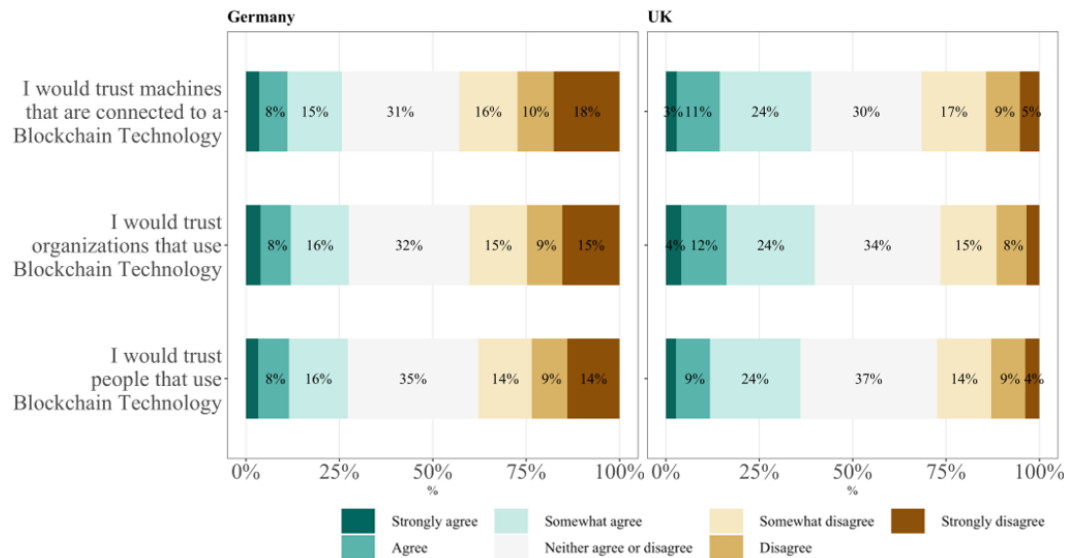 Germany
UK
I would trust machines
that are connected to a
Blockchain Technology
8% 15% 31% 16% 10% 18%
3% 11% 24% 30% 17% 9% 5%
I would trust
organizations that use
Blockchain Technology
8% 16% 32% 15% 9% 15%
4% 12% 24% 34% 15% 8%
I would trust
people that use
Blockchain Technology
8% 16% 35% 14% 9% 14%
9% 24% 37% 14% 9% 4%
0% 25% 50% 75% 100%
0% 25% 50% 75% 100%
%
%
Strongly agree
Somewhat agree
Somewhat disagree
Strongly disagree
Agree
Neither agree or disagree
Disagree